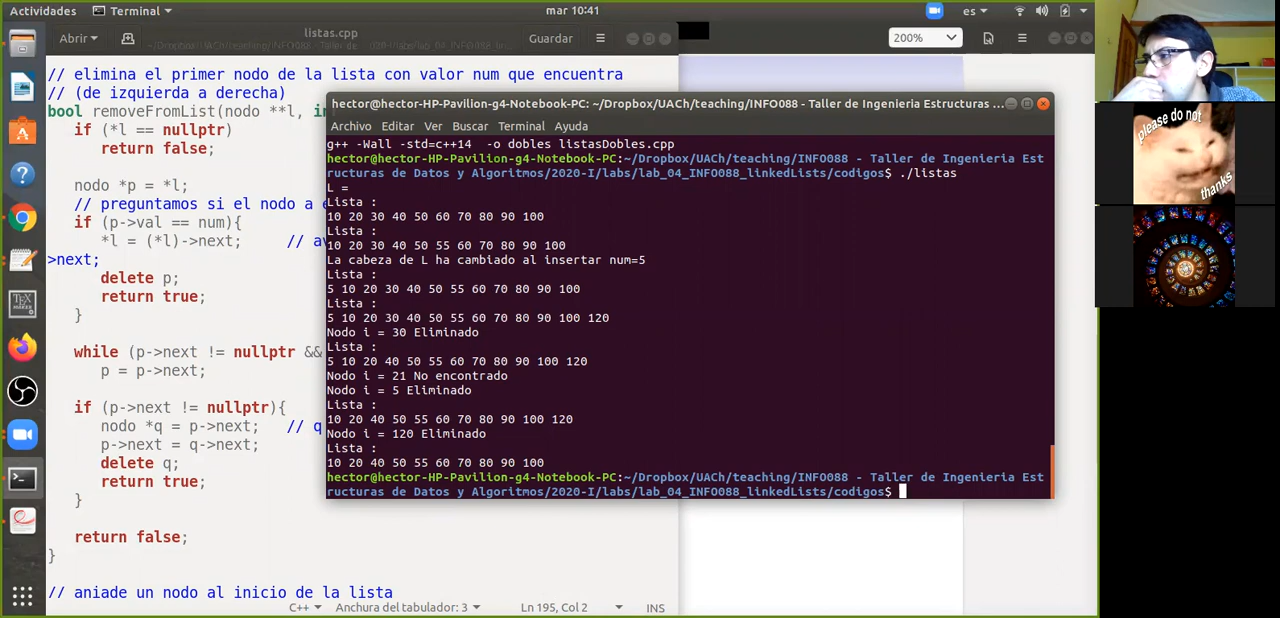 Actividades Terminal mar 10:41 es
Abrir listas.cpp Guardar 200%
// elimina el primer nodo de la lista con valor num que encuentra
// (de izquierda a derecha)
bool removeFromList(nodo **l, in
if (*l == nullptr)
return false;
nodo *p = *l;
// preguntamos si el nodo a e
if (p->val == num){
*l = (*l)->next; // av
>next;
delete p;
return true;
}
while (p->next != nullptr &&
p = p->next;
if (p->next != nullptr){
nodo *q = p->next; // q
p->next = q->next;
delete q;
return true;
}
return false;
}
// aniade un nodo al inicio de la lista
C++ Anchura del tabulador: 3 Ln 195, Col 2 INS
hector@hector-HP-Pavilion-g4-Notebook-PC: ~/Dropbox/UACh/teaching/INFO088 - Taller de Ingenieria Estructuras ...
Archivo Editar Ver Buscar Terminal Ayuda
g++ -Wall -std=c++14 -o dobles listasDobles.cpp
hector@hector-HP-Pavilion-g4-Notebook-PC:~/Dropbox/UACh/teaching/INFO088 - Taller de Ingenieria Est
ructuras de Datos y Algoritmos/2020-I/labs/lab_04_INFO088_linkedLists/codigos$ ./listas
L =
Lista :
10 20 30 40 50 60 70 80 90 100
Lista :
10 20 30 40 50 55 60 70 80 90 100
La cabeza de L ha cambiado al insertar num=5
Lista :
5 10 20 30 40 50 55 60 70 80 90 100
Lista :
5 10 20 30 40 50 55 60 70 80 90 100 120
Nodo i = 30 Eliminado
Lista :
5 10 20 40 50 55 60 70 80 90 100 120
Nodo i = 21 No encontrado
Nodo i = 5 Eliminado
Lista :
10 20 40 50 55 60 70 80 90 100 120
Nodo i = 120 Eliminado
Lista :
10 20 40 50 55 60 70 80 90 100
hector@hector-HP-Pavilion-g4-Notebook-PC:~/Dropbox/UACh/teaching/INFO088 - Taller de Ingenieria Est
ructuras de Datos y Algoritmos/2020-I/labs/lab_04_INFO088_linkedLists/codigos$
please do not
thanks